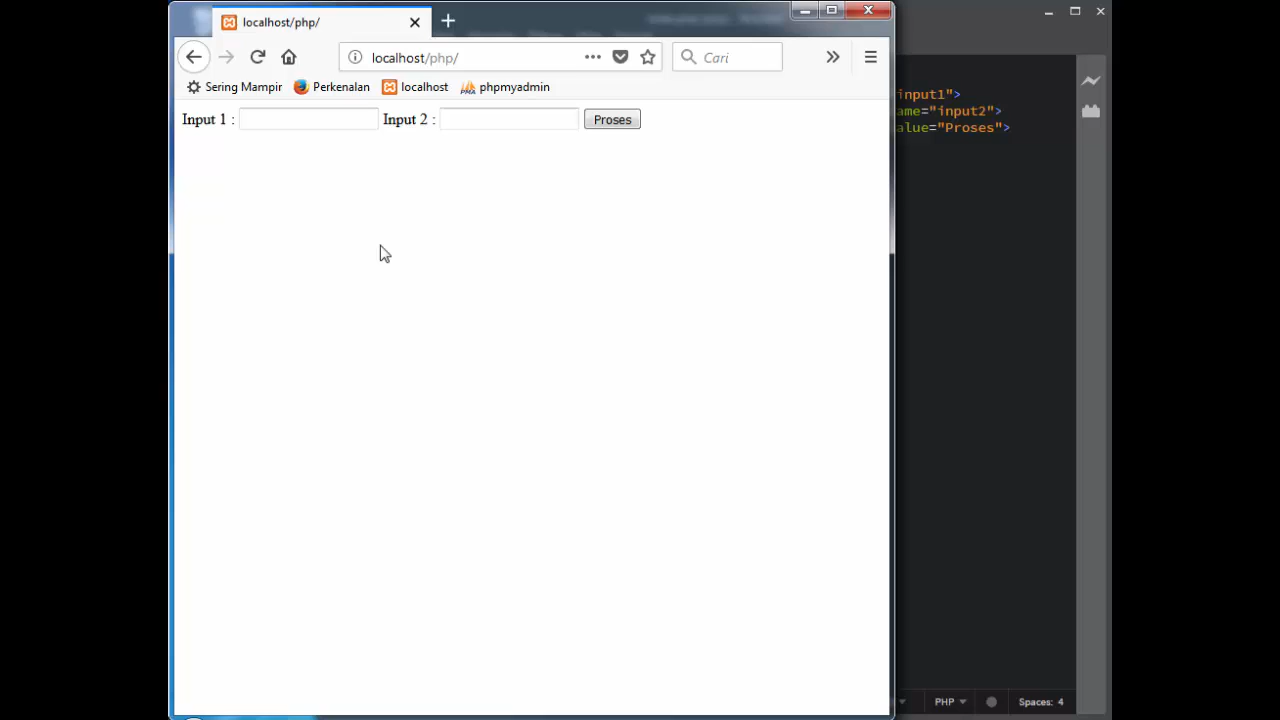 localhost/php/
localhost/php/
Cari
Sering Mampir Perkenalan localhost phpmyadmin
Input 1 : Input 2 : Proses
input1">
ame="input2">
alue="Proses">
PHP Spaces: 4